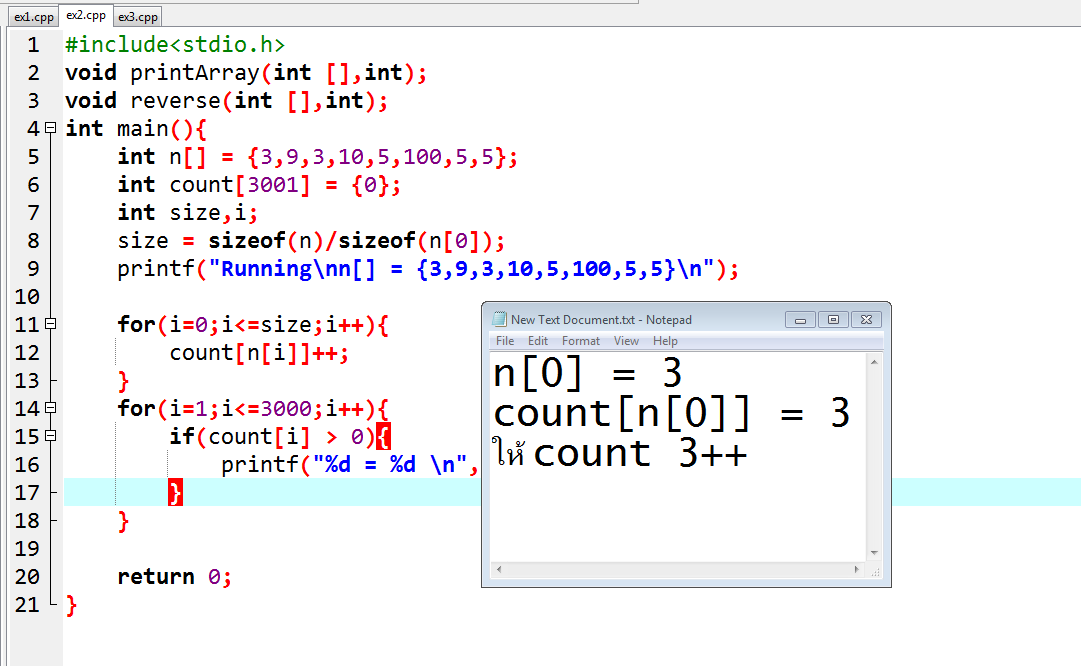 ex1.cpp ex2.cpp ex3.cpp
1 #include<stdio.h>
2 void printArray(int [],int);
3 void reverse(int [],int);
4 int main(){
5 int n[] = {3,9,3,10,5,100,5,5};
6 int count[3001] = {0};
7 int size,i;
8 size = sizeof(n)/sizeof(n[0]);
9 printf("Running\nn[] = {3,9,3,10,5,100,5,5}\n");
10
11 for(i=0;i<=size;i++){
12 count[n[i]]++;
13 }
14 for(i=1;i<=3000;i++){
15 if(count[i] > 0){
16 printf("%d = %d \n",
17 }
18 }
19
20 return 0;
21 }
New Text Document.txt - Notepad
File Edit Format View Help
n[0] = 3
count[n[0]] = 3
ให้ count 3++